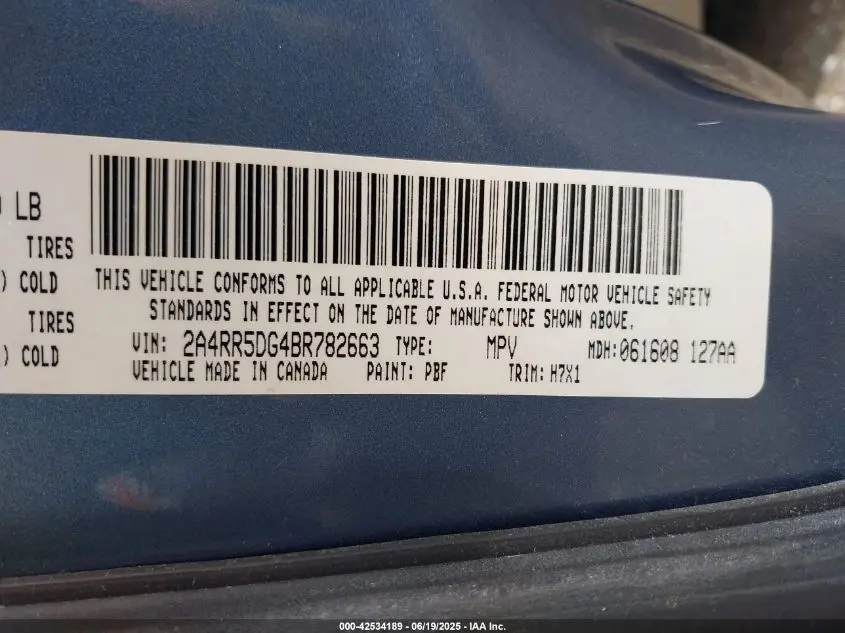 LB
TIRES
) COLD
TIRES
) COLD
THIS VEHICLE CONFORMS TO ALL APPLICABLE U.S.A. FEDERAL MOTOR VEHICLE SAFETY
STANDARDS IN EFFECT ON THE DATE OF MANUFACTURE SHOWN ABOVE.
VIN: 2A4RR5DG4BR782663 TYPE: MPV MDH:061608 127AA
VEHICLE MADE IN CANADA PAINT: PBF TRIM: H7X1
000-42534189 - 06/19/2025 - IAA Inc.